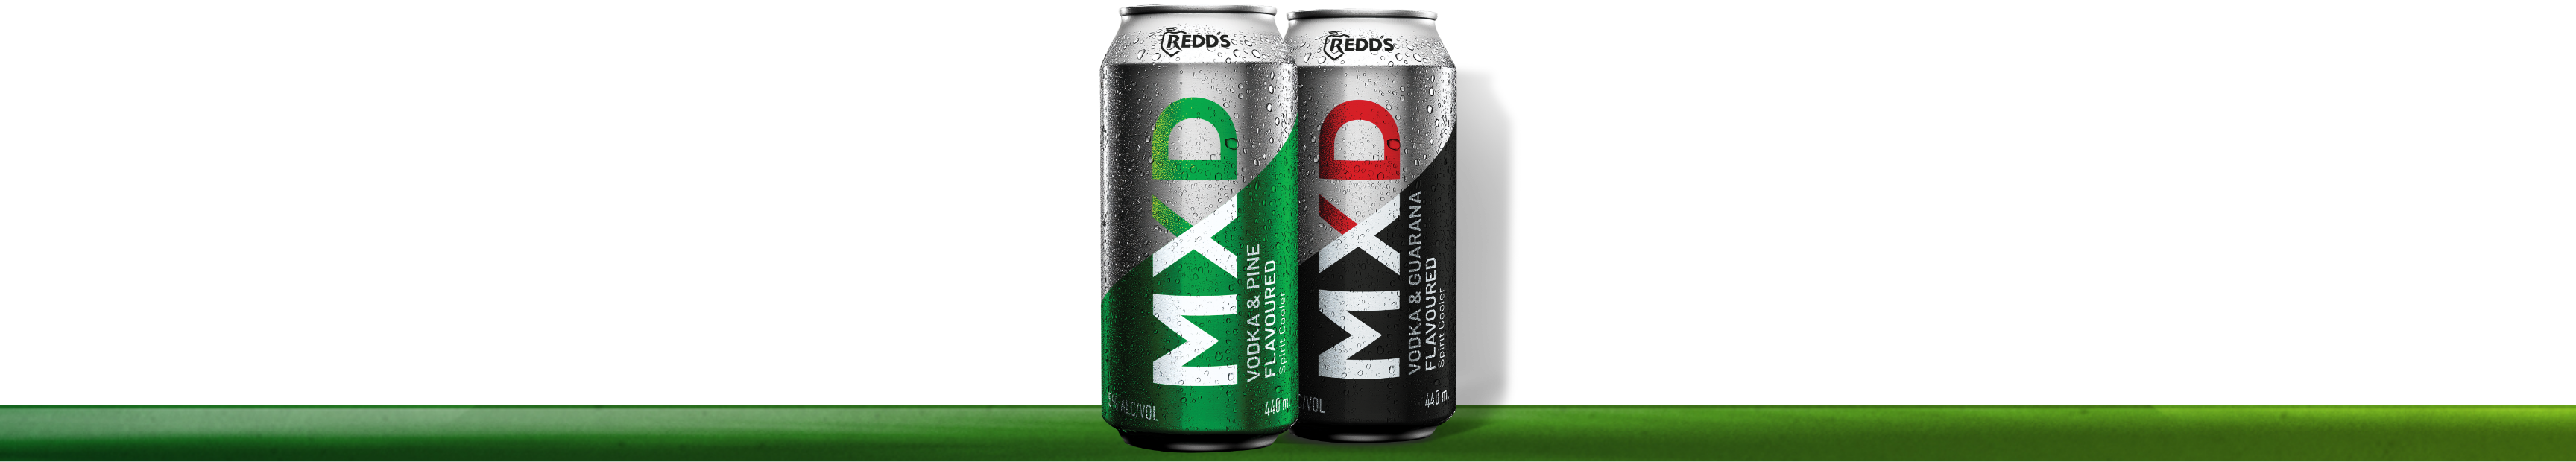 REDD'S
MXD
VODKA & PINE
FLAVOURED
Spirit Cooler
5% ALC/VOL
440 ml
REDD'S
MXD
VODKA & GUARANA
FLAVOURED
Spirit Cooler
/VOL
440 ml